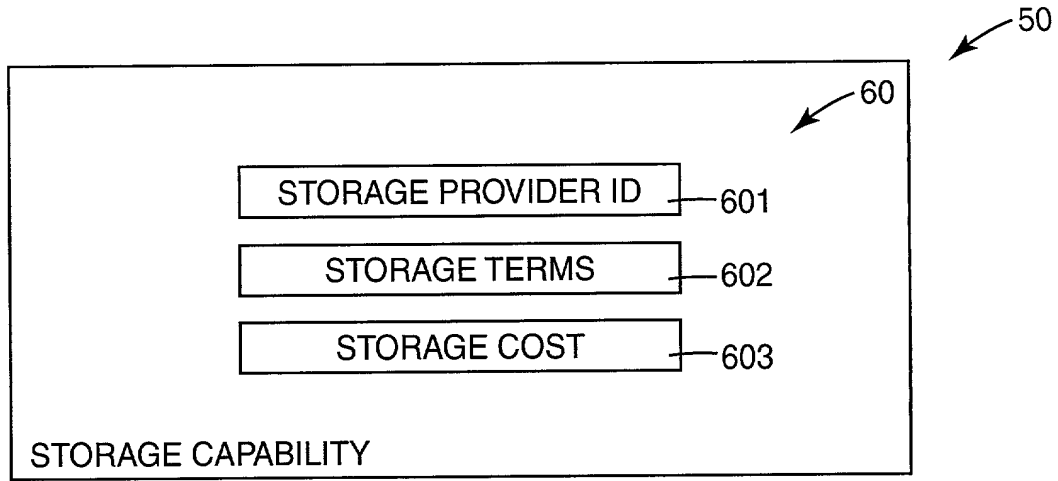 50
60
STORAGE PROVIDER ID 601
STORAGE TERMS 602
STORAGE COST 603
STORAGE CAPABILITY